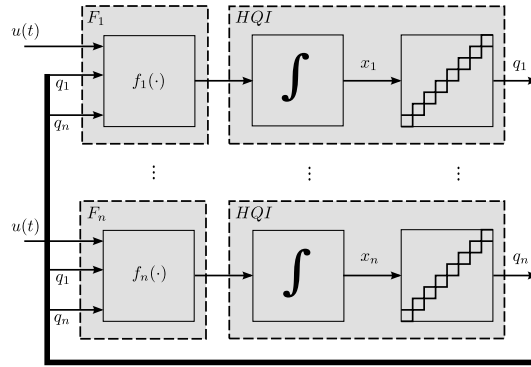 F₁ HQI
u(t)
q₁ f₁(·) ∫ x₁ q₁
qₙ
⋮ ⋮ ⋮
Fₙ HQI
u(t)
q₁ fₙ(·) ∫ xₙ qₙ
qₙ